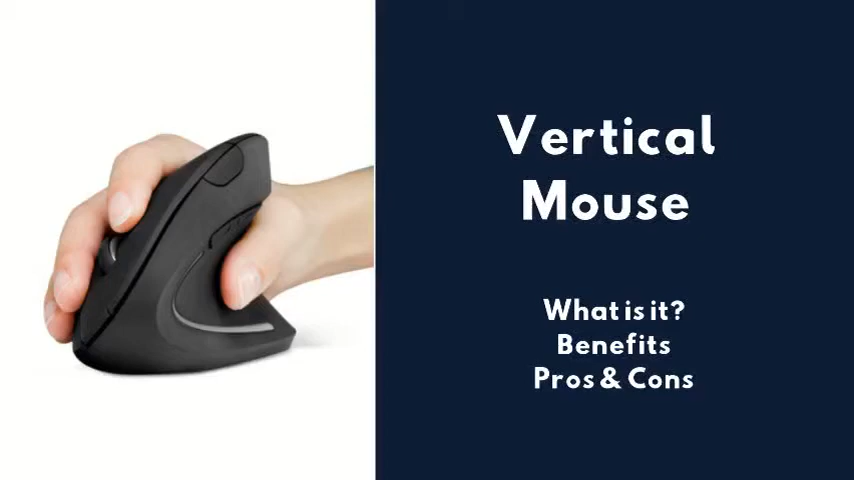 Vertical
Mouse
What is it?
Benefits
Pros & Cons